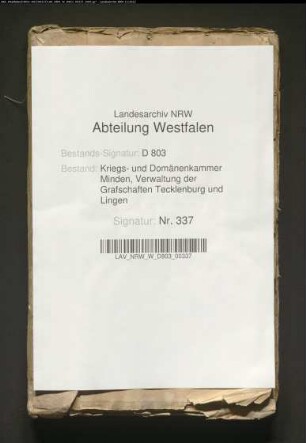 Landesarchiv NRW
Abteilung Westfalen
Bestands-Signatur: D 803
Bestand: Kriegs- und Domänenkammer
Minden, Verwaltung der
Grafschaften Tecklenburg und
Lingen
Signatur: Nr. 337
LAV_NRW_W_D803_00337